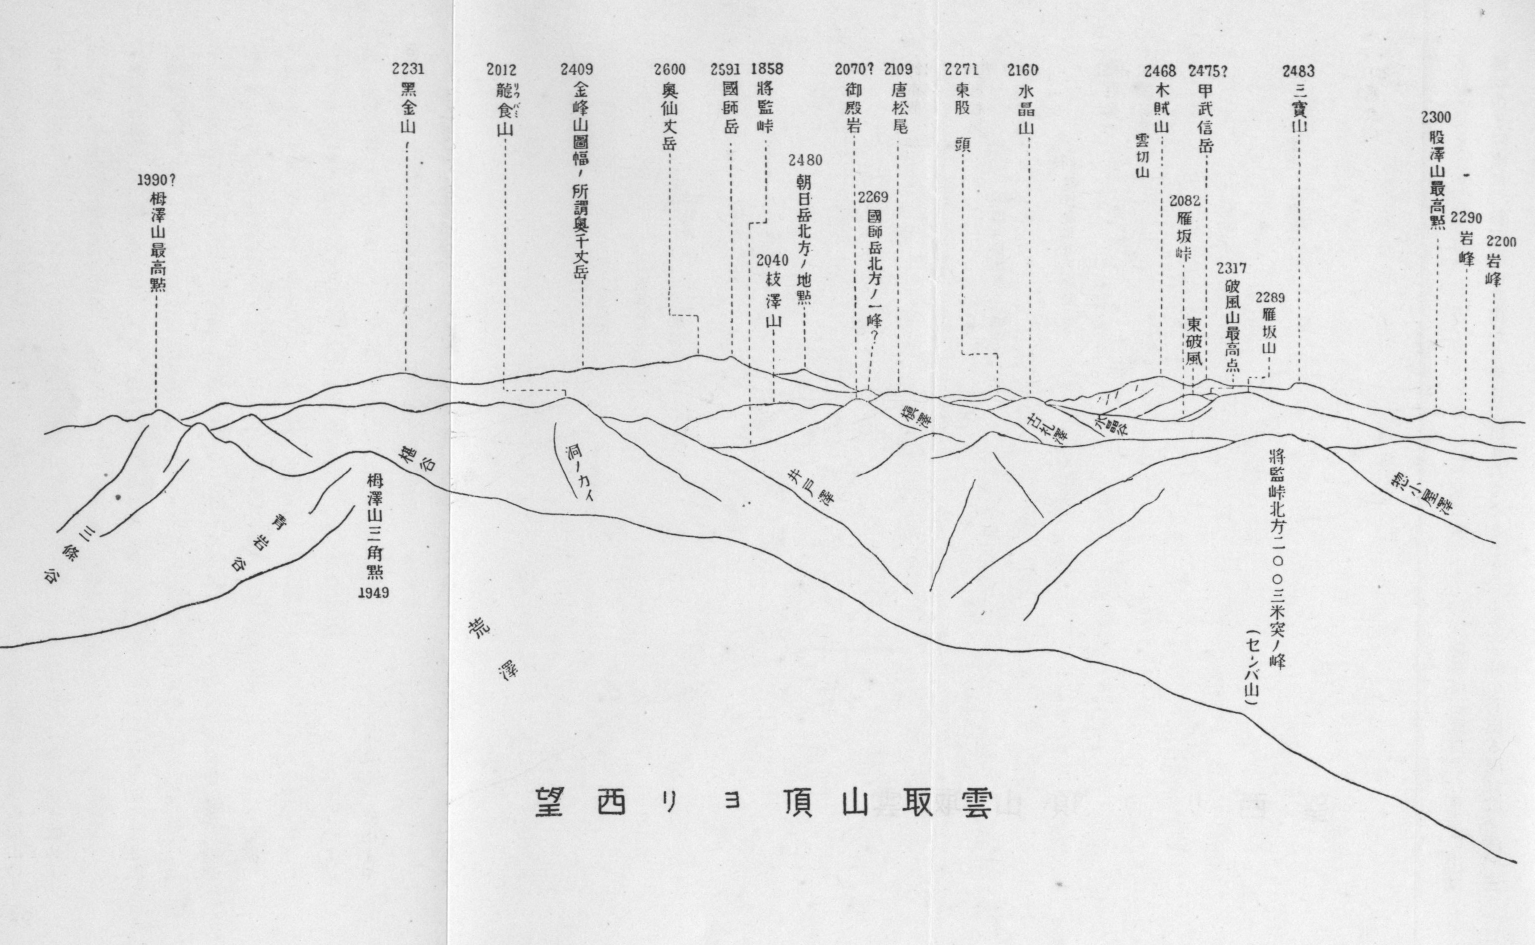 1990?
栂澤山最高點
2231
黑金山
2012
龍食山
リウバミ
2409
金峰山圖幅ノ所謂奥千丈岳
2600
奥仙丈岳
2591
國師岳
1858
將監峠
2040
枝澤山
2480
朝日岳北方ノ地點
2070?
御殿岩
2269
國師岳北方ノ一峰?
2109
唐松尾
2271
東股頭
2160
水晶山
2468
木賊山
雲切山
2475?
甲武信岳
2082
雁坂峠
東破風
2317
破風山最高点
2289
雁坂山
2483
三寶山
2300
股澤山最高點
2290
岩峰
2200
岩峰
三條谷
青岩谷
栂澤山三角點
1949
洞ノカイ
荒澤
井戸澤
横澤
古札澤
水晶谷
將監峠北方二〇〇三米突ノ峰
(センバ山)
惣小屋澤
雲取山頂ヨリ西望